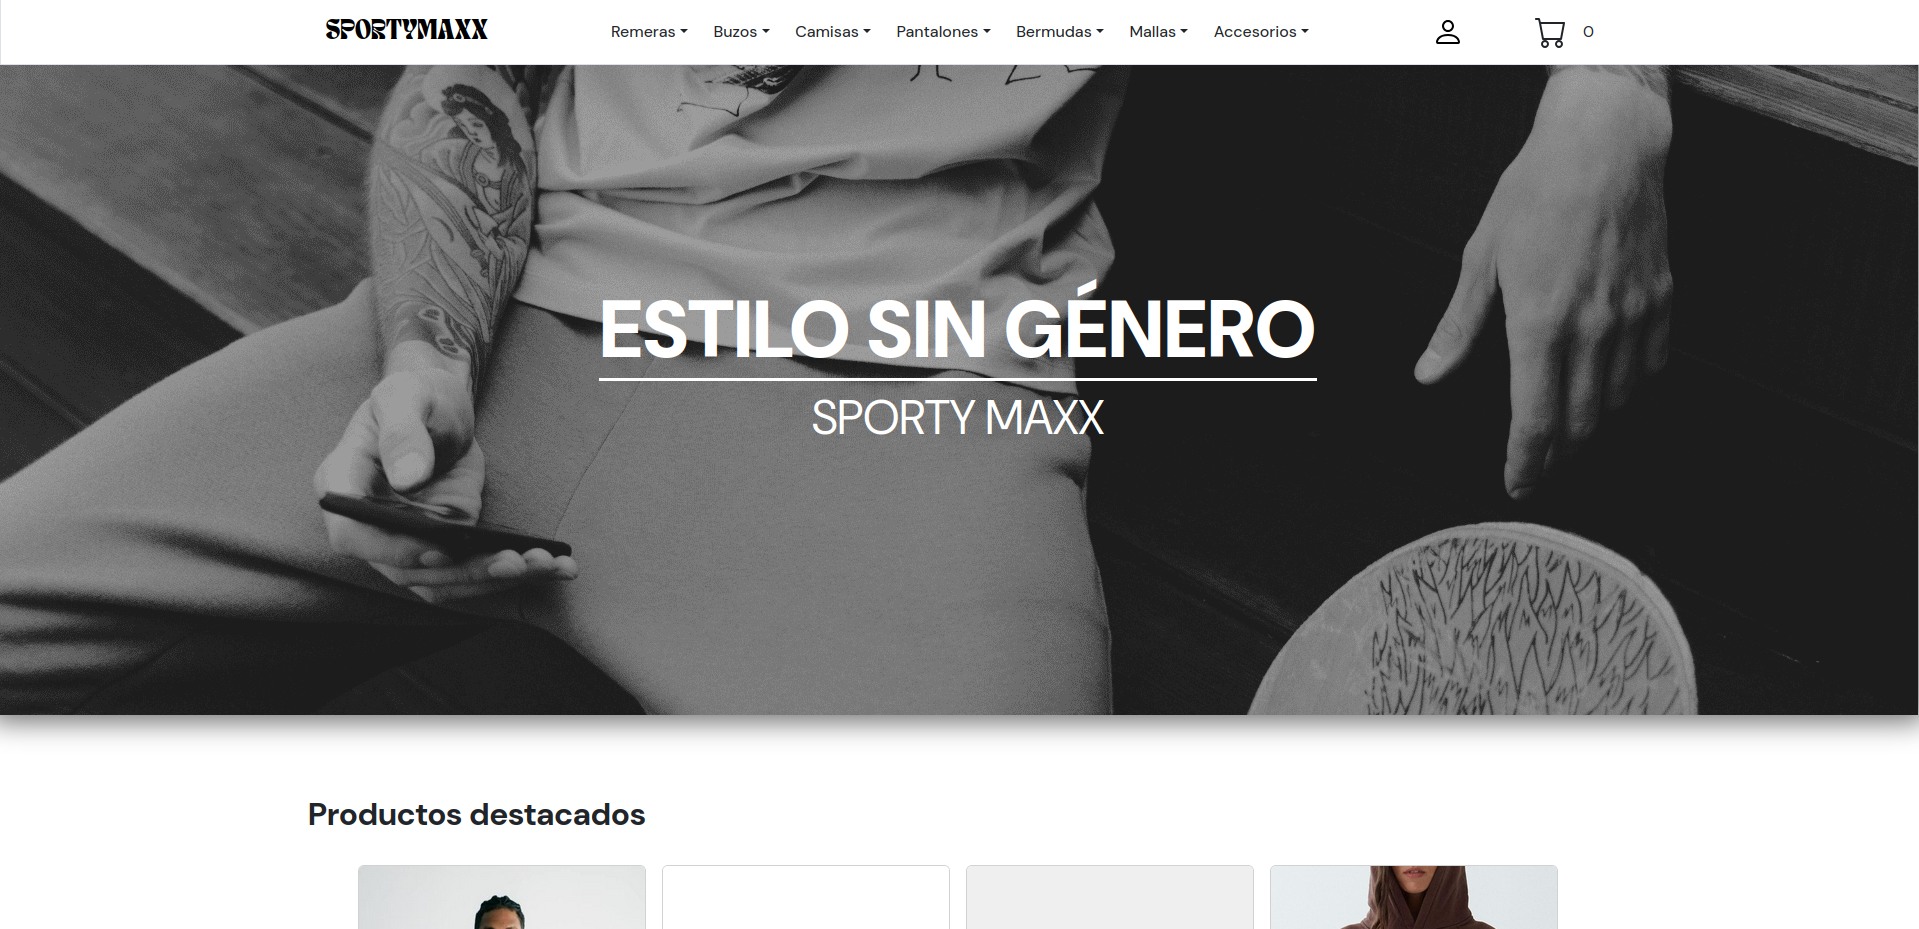 SPORTYMAXX
Remeras Buzos Camisas Pantalones Bermudas Mallas Accesorios 0
ESTILO SIN GÉNERO
SPORTY MAXX
Productos destacados